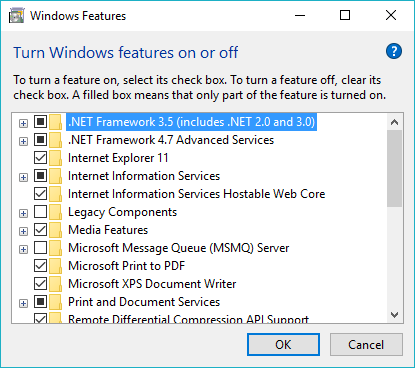 Windows Features
Turn Windows features on or off
To turn a feature on, select its check box. To turn a feature off, clear its
check box. A filled box means that only part of the feature is turned on.
.NET Framework 3.5 (includes .NET 2.0 and 3.0)
.NET Framework 4.7 Advanced Services
Internet Explorer 11
Internet Information Services
Internet Information Services Hostable Web Core
Legacy Components
Media Features
Microsoft Message Queue (MSMQ) Server
Microsoft Print to PDF
Microsoft XPS Document Writer
Print and Document Services
Remote Differential Compression API Support
OK
Cancel